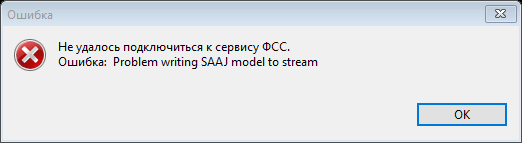 Ошибка
Не удалось подключиться к сервису ФСС.
Ошибка: Problem writing SAAJ model to stream
OK